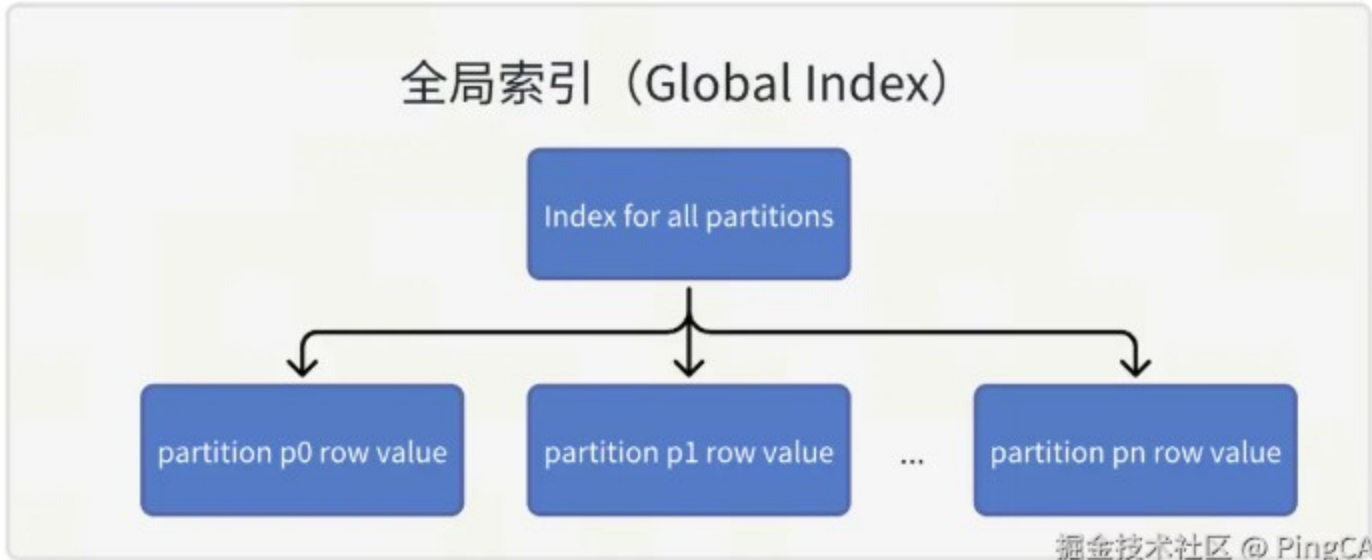 全局索引（Global Index）
Index for all partitions
partition p0 row value
partition p1 row value
...
partition pn row value
掘金技术社区 @ PingCA